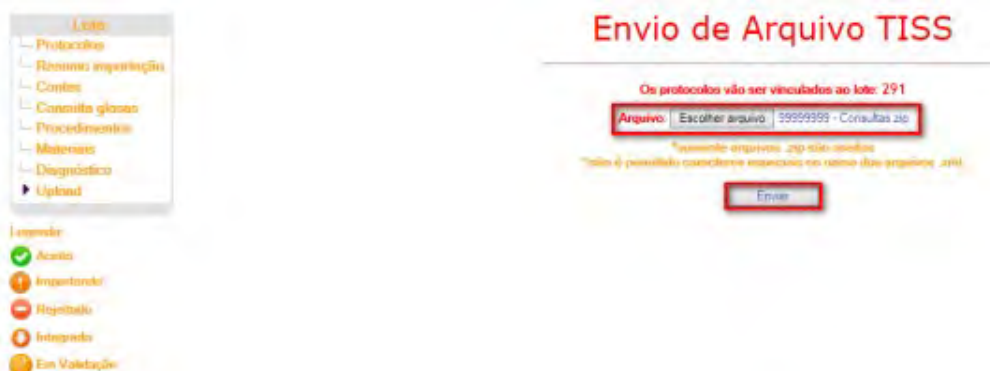 Lotes
Protocolos
Resumo importação
Contas
Consulta glosas
Procedimentos
Materiais
Diagnóstico
Upload
Legenda:
Aceito
Importando
Rejeitado
Integrado
Em Validação
Envio de Arquivo TISS
Os protocolos vão ser vinculados ao lote: 291
Arquivo: Escolher arquivo 99999999 - Consultas.zip
*somente arquivos .zip são aceitos
*não é permitido caracteres especiais no nome dos arquivos .xml
Enviar